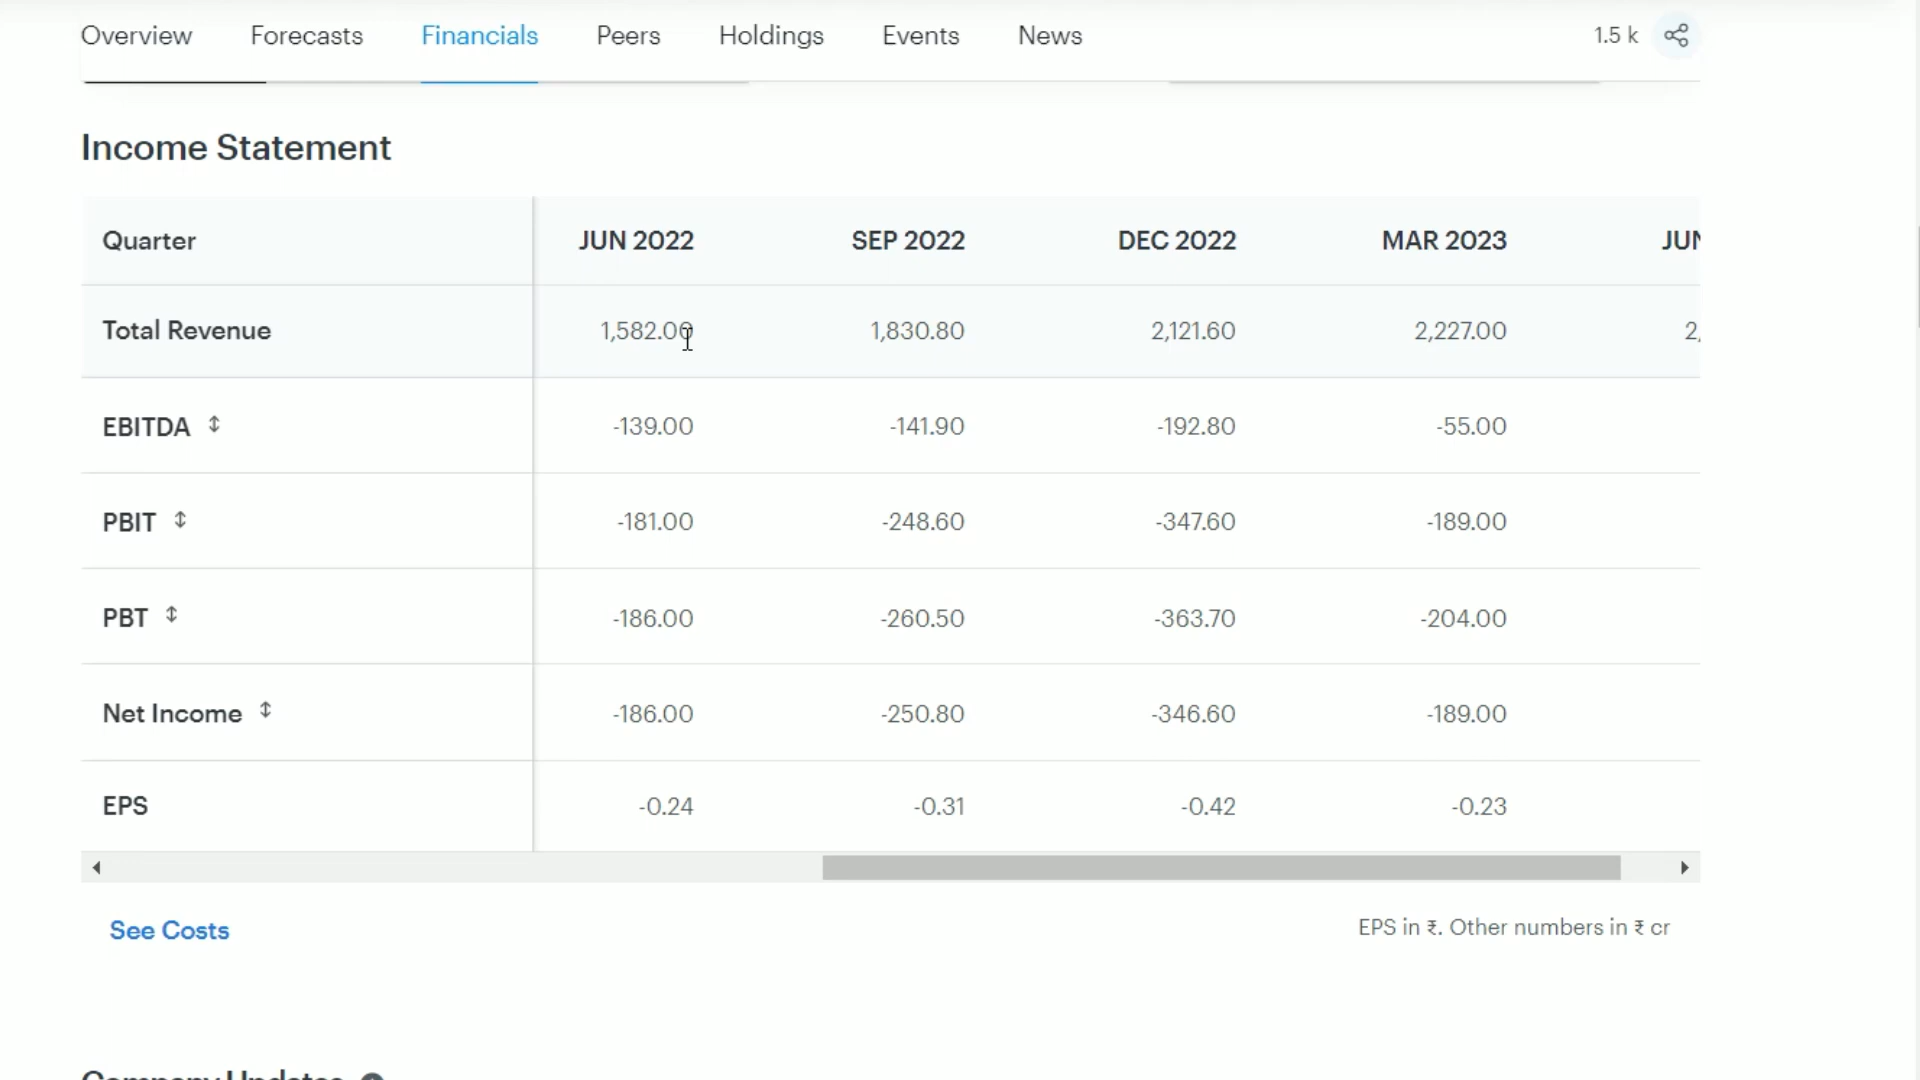 Overview Forecasts Financials Peers Holdings Events News 1.5 k
Income Statement
Quarter JUN 2022 SEP 2022 DEC 2022 MAR 2023 JUN
Total Revenue 1,582.00 1,830.80 2,121.60 2,227.00 2,
EBITDA -139.00 -141.90 -192.80 -55.00
PBIT -181.00 -248.60 -347.60 -189.00
PBT -186.00 -260.50 -363.70 -204.00
Net Income -186.00 -250.80 -346.60 -189.00
EPS -0.24 -0.31 -0.42 -0.23
See Costs EPS in ₹. Other numbers in ₹ cr
Company Updates